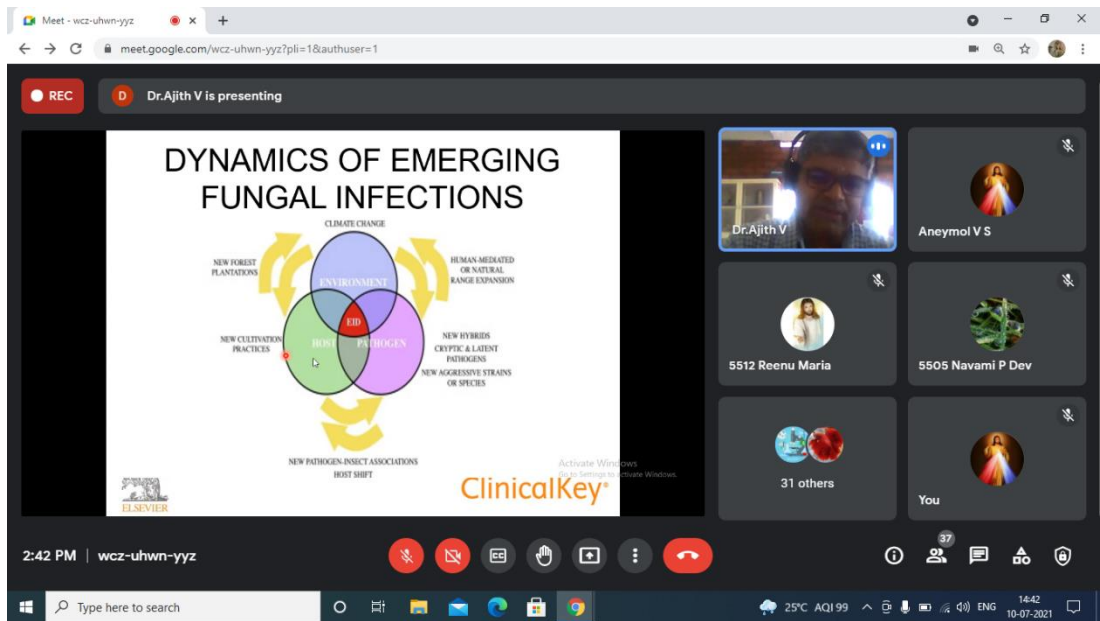 Meet - wcz-uhwn-yyz
meet.google.com/wcz-uhwn-yyz?pli=1&authuser=1
REC
D
Dr.Ajith V is presenting
DYNAMICS OF EMERGING
FUNGAL INFECTIONS
CLIMATE CHANGE
NEW FOREST
PLANTATIONS
HUMAN-MEDIATED
OR NATURAL
RANGE EXPANSION
ENVIRONMENT
EID
HOST
PATHOGEN
NEW CULTIVATION
PRACTICES
NEW HYBRIDS
CRYPTIC & LATENT
PATHOGENS
NEW AGGRESSIVE STRAINS
OR SPECIES
NEW PATHOGEN-INSECT ASSOCIATIONS
HOST SHIFT
ELSEVIER
ClinicalKey®
Activate Windows
Go to Settings to activate Windows.
Dr.Ajith V
Aneymol V S
5512 Reenu Maria
5505 Navami P Dev
31 others
You
2:42 PM | wcz-uhwn-yyz
CC
37
Type here to search
25°C AQI 99
ENG
14:42
10-07-2021